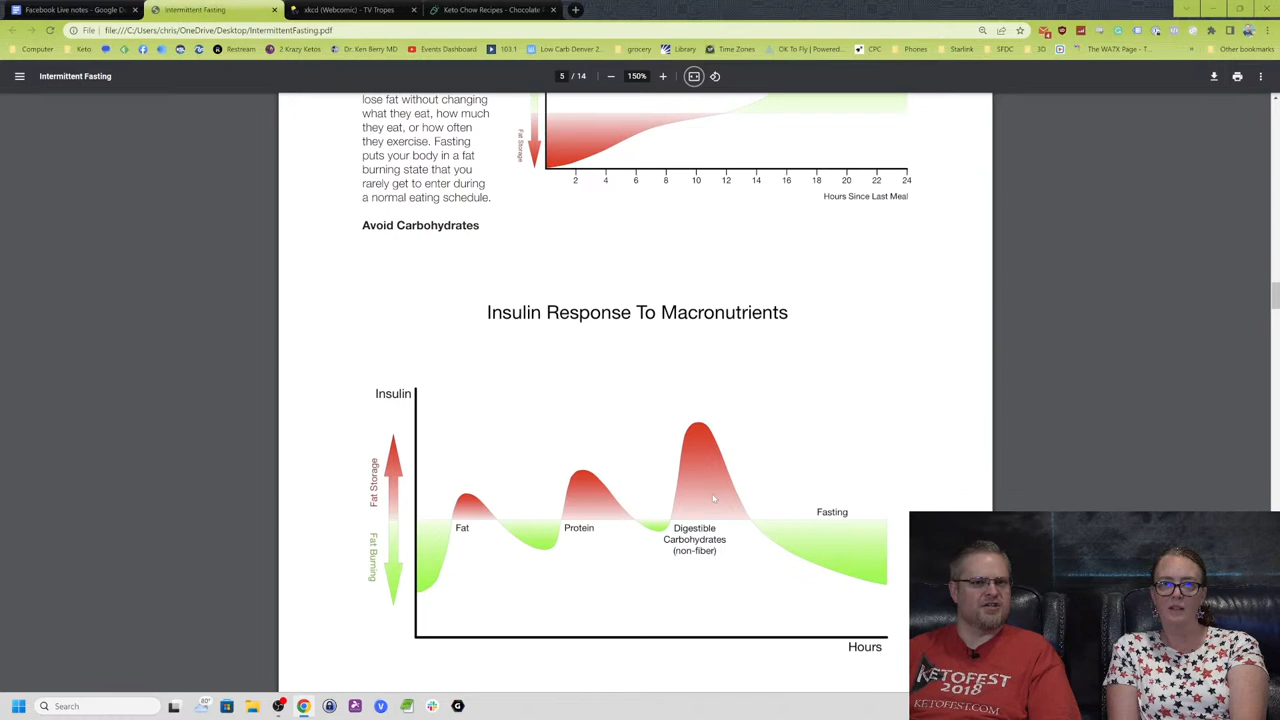 Facebook Live notes - Google D
Intermittent Fasting
xkcd (Webcomic) - TV Tropes
Keto Chow Recipes - Chocolate
File
file:///C:/Users/chris/OneDrive/Desktop/IntermittentFasting.pdf
Computer
Keto
Restream
2 Krazy Ketos
Dr. Ken Berry MD
Events Dashboard
103.1
Low Carb Denver 2...
grocery
Library
Time Zones
OK To Fly | Powered...
CPC
Phones
Starlink
SFDC
3D
The WA7X Page - T...
Other bookmarks
Intermittent Fasting
5 / 14
150%
lose fat without changing
what they eat, how much
they eat, or how often
they exercise. Fasting
puts your body in a fat
burning state that you
rarely get to enter during
a normal eating schedule.
Fat Storage
2 4 6 8 10 12 14 16 18 20 22 24
Hours Since Last Meal
Avoid Carbohydrates
Insulin Response To Macronutrients
Insulin
Fat Storage
Fat Burning
Fat
Protein
Digestible
Carbohydrates
(non-fiber)
Fasting
Hours
KETOFEST
2018
KETOFEST.COM
80°
Search